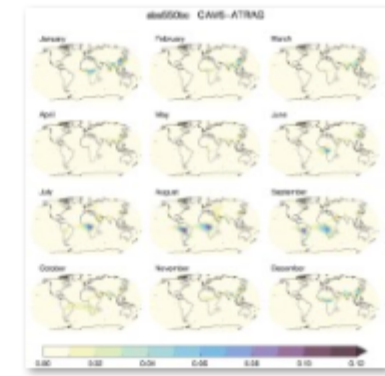 CAMS-ATRAS
January February March
April May June
July August September
October November December
0.00 0.02 0.04 0.06 0.08 0.10 0.12